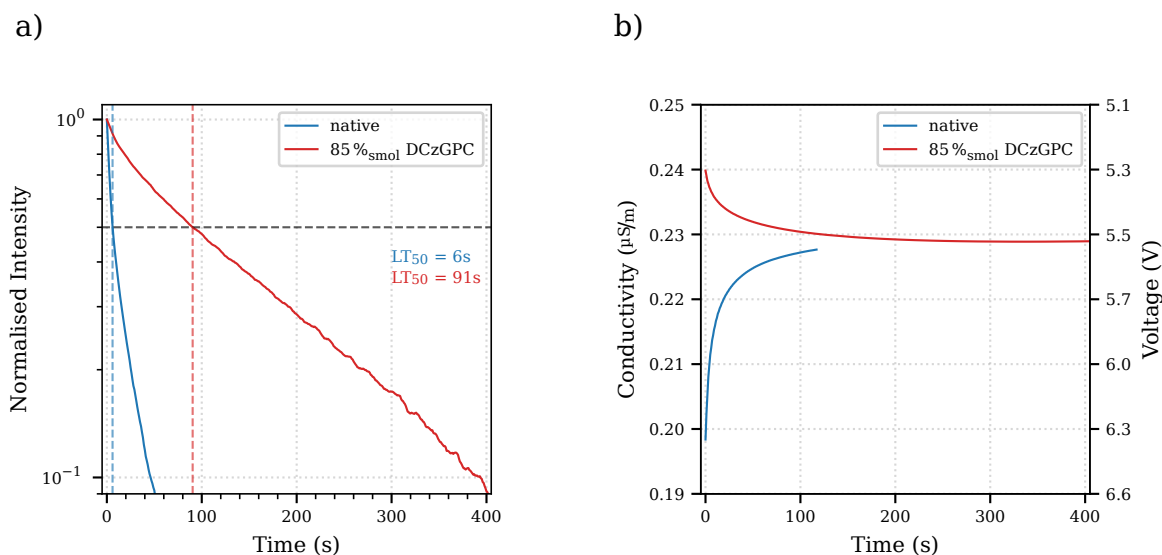 a)
Normalised Intensity
10⁰
10⁻¹
native
85 %smol DCzGPC
LT50 = 6s
LT50 = 91s
0 100 200 300 400
Time (s)
b)
Conductivity (µS/m)
0.25
0.24
0.23
0.22
0.21
0.20
0.19
native
85 %smol DCzGPC
5.1
5.3
5.5
5.7
6.0
6.3
6.6
Voltage (V)
0 100 200 300 400
Time (s)